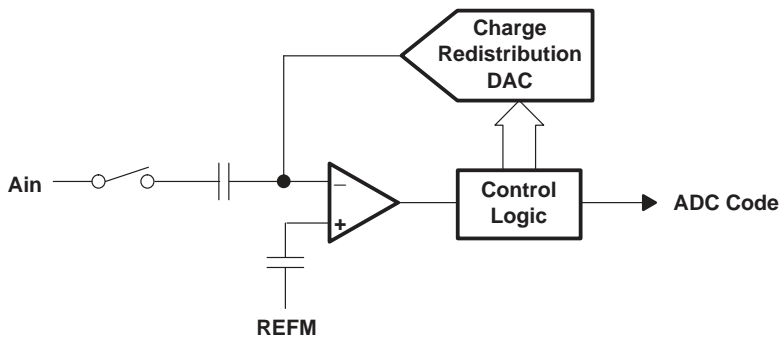 Charge
Redistribution
DAC
Ain
−
+
Control
Logic
ADC Code
REFM